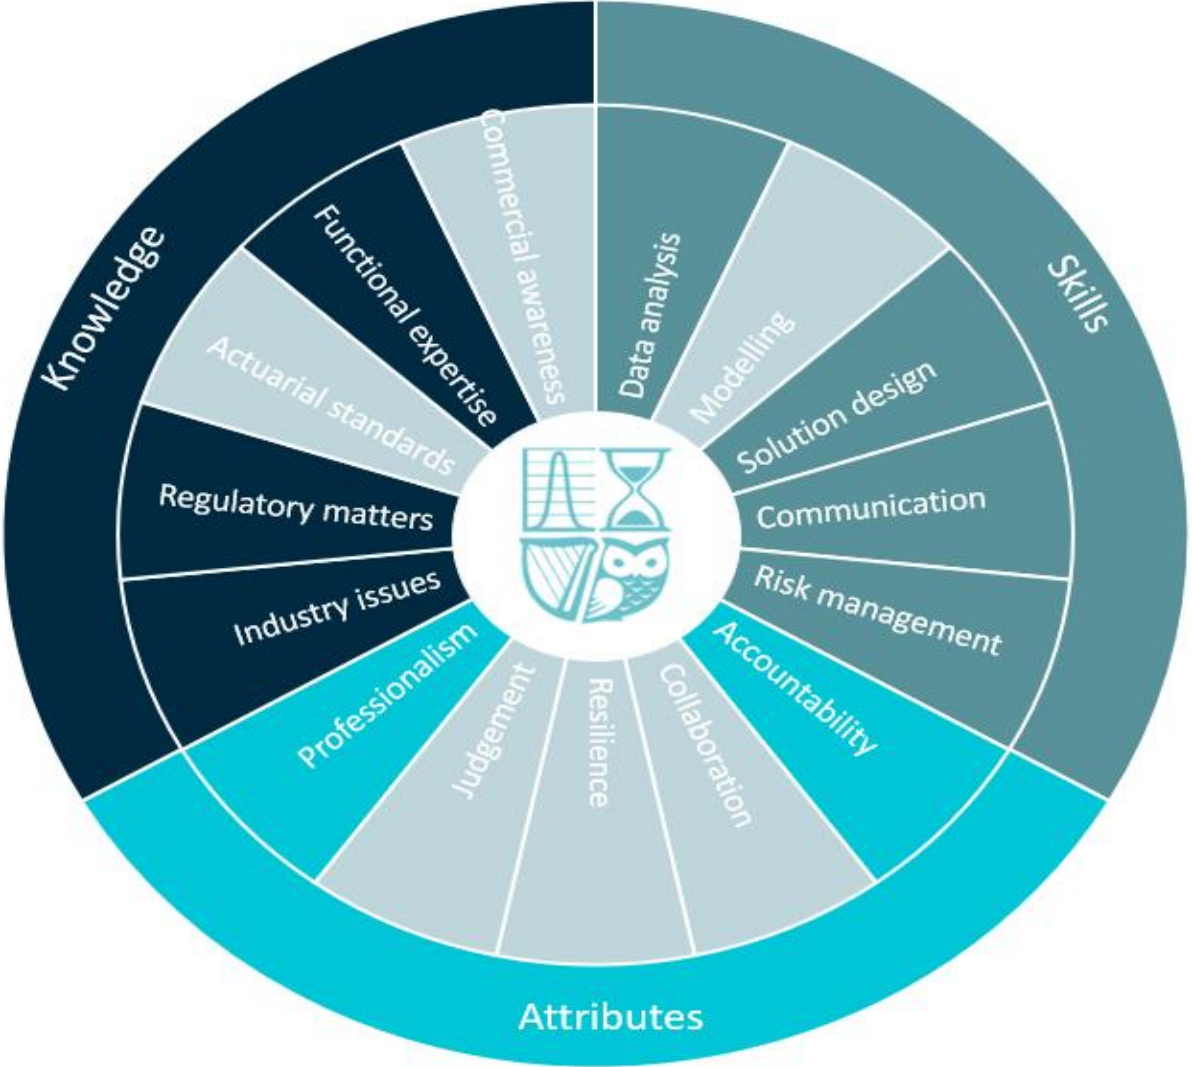 Knowledge
Skills
Attributes
Commercial awareness
Functional expertise
Actuarial standards
Regulatory matters
Industry issues
Data analysis
Modelling
Solution design
Communication
Risk management
Accountability
Collaboration
Resilience
Judgement
Professionalism